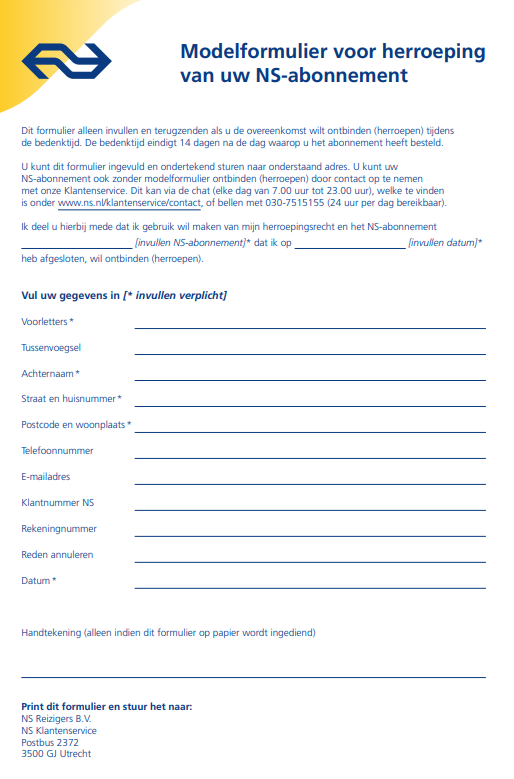 Modelformulier voor herroeping
van uw NS-abonnement
Dit formulier alleen invullen en terugzenden als u de overeenkomst wilt ontbinden (herroepen) tijdens
de bedenktijd. De bedenktijd eindigt 14 dagen na de dag waarop u het abonnement heeft besteld.
U kunt dit formulier ingevuld en ondertekend sturen naar onderstaand adres. U kunt uw
NS-abonnement ook zonder modelformulier ontbinden (herroepen) door contact op te nemen
met onze Klantenservice. Dit kan via de chat (elke dag van 7.00 uur tot 23.00 uur), welke te vinden
is onder www.ns.nl/klantenservice/contact, of bellen met 030-7515155 (24 uur per dag bereikbaar).
Ik deel u hierbij mede dat ik gebruik wil maken van mijn herroepingsrecht en het NS-abonnement
[invullen NS-abonnement]* dat ik op [invullen datum]*
heb afgesloten, wil ontbinden (herroepen).
Vul uw gegevens in [* invullen verplicht]
Voorletters *
Tussenvoegsel
Achternaam *
Straat en huisnummer *
Postcode en woonplaats *
Telefoonnummer
E-mailadres
Klantnummer NS
Rekeningnummer
Reden annuleren
Datum *
Handtekening (alleen indien dit formulier op papier wordt ingediend)
Print dit formulier en stuur het naar:
NS Reizigers B.V.
NS Klantenservice
Postbus 2372
3500 GJ Utrecht